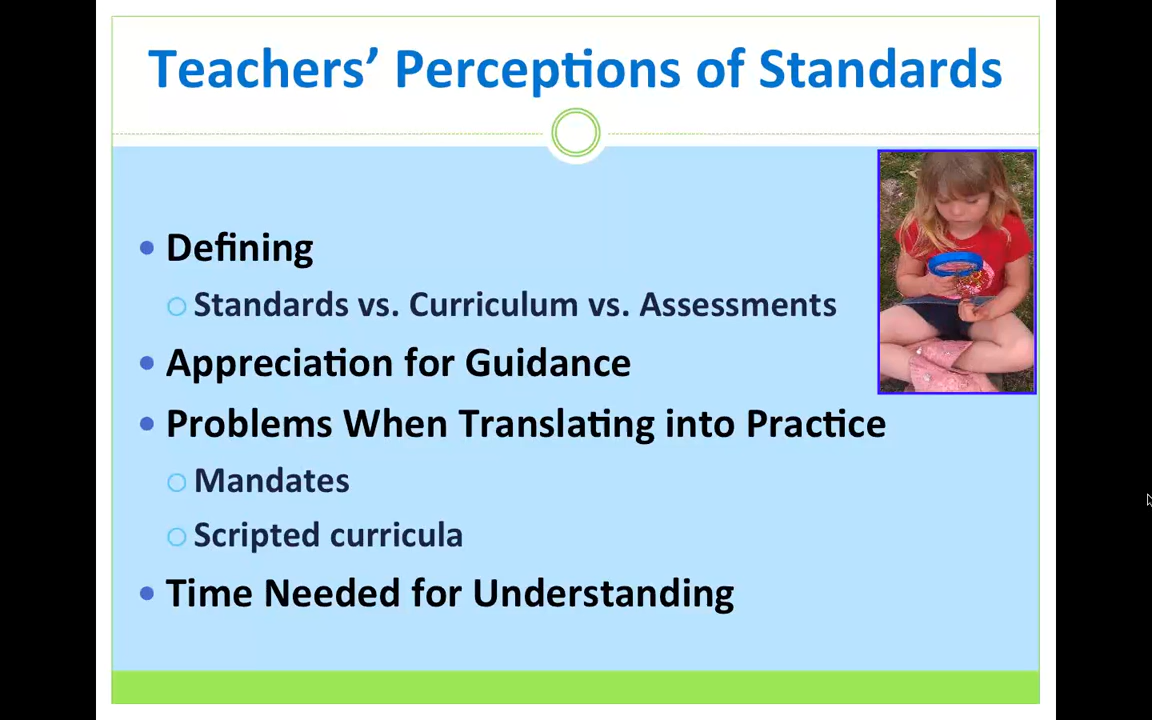 Teachers’ Perceptions of Standards
Defining
Standards vs. Curriculum vs. Assessments
Appreciation for Guidance
Problems When Translating into Practice
Mandates
Scripted curricula
Time Needed for Understanding